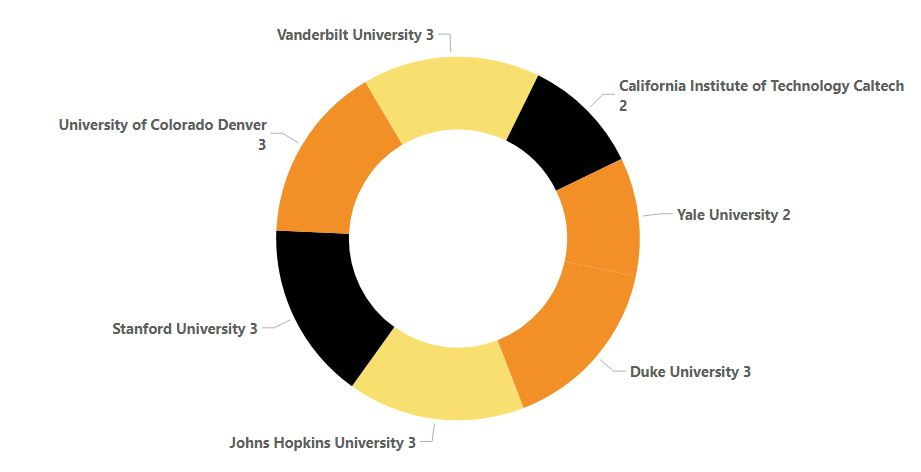 Vanderbilt University 3
California Institute of Technology Caltech
2
University of Colorado Denver
3
Yale University 2
Stanford University 3
Duke University 3
Johns Hopkins University 3